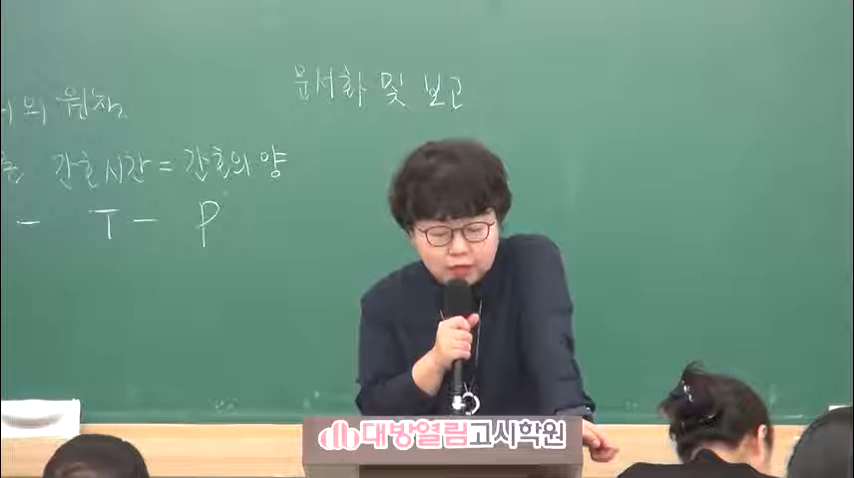 문서화 및 보고
의 원칙
간호시간 = 간호의 양
- T - P
대방열림고시학원